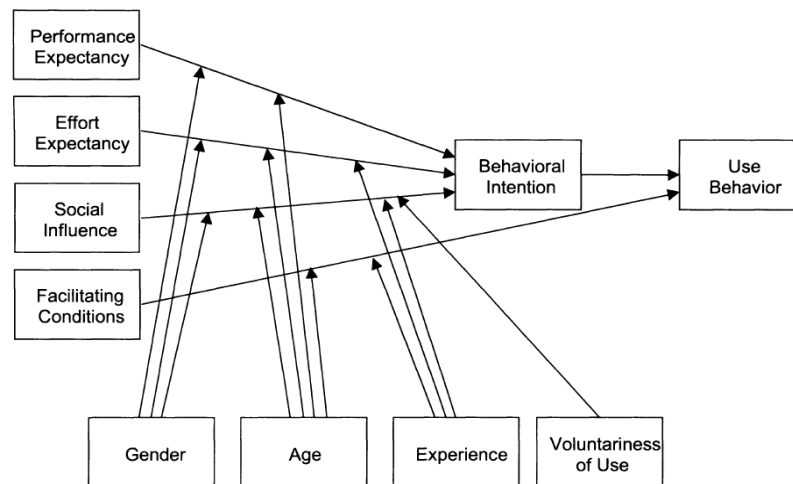 Performance
Expectancy
Effort
Expectancy
Social
Influence
Facilitating
Conditions
Behavioral
Intention
Use
Behavior
Gender
Age
Experience
Voluntariness
of Use